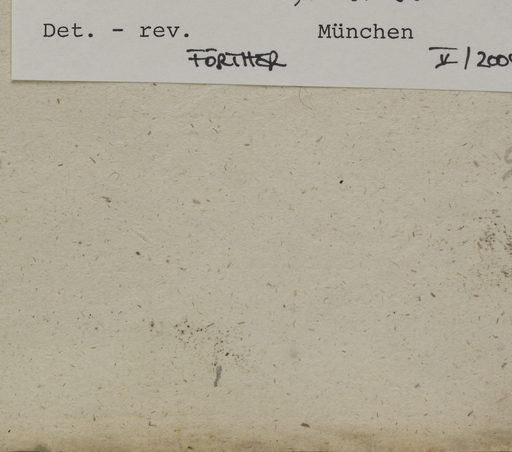 Det. - rev. München
FÖRTHER V/200